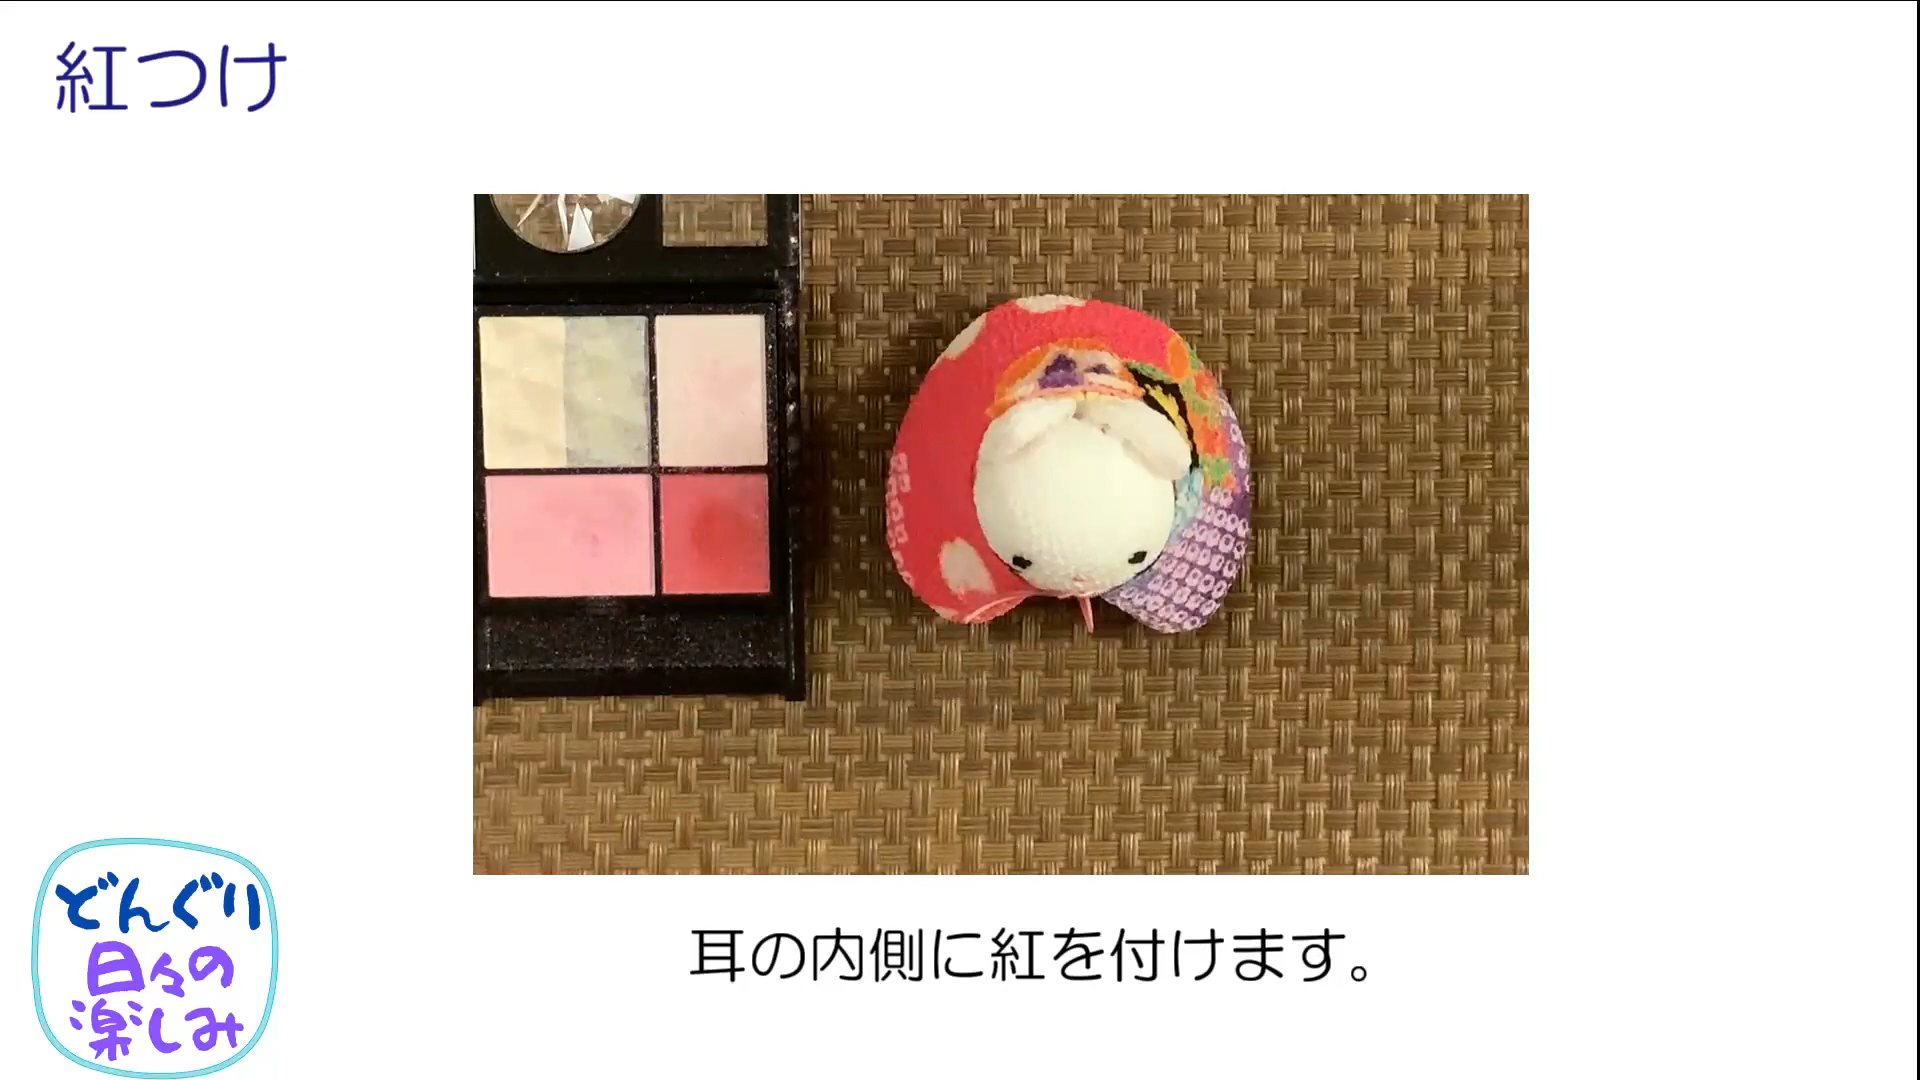 紅つけ
耳の内側に紅を付けます。
どんぐり
日々の
楽しみ